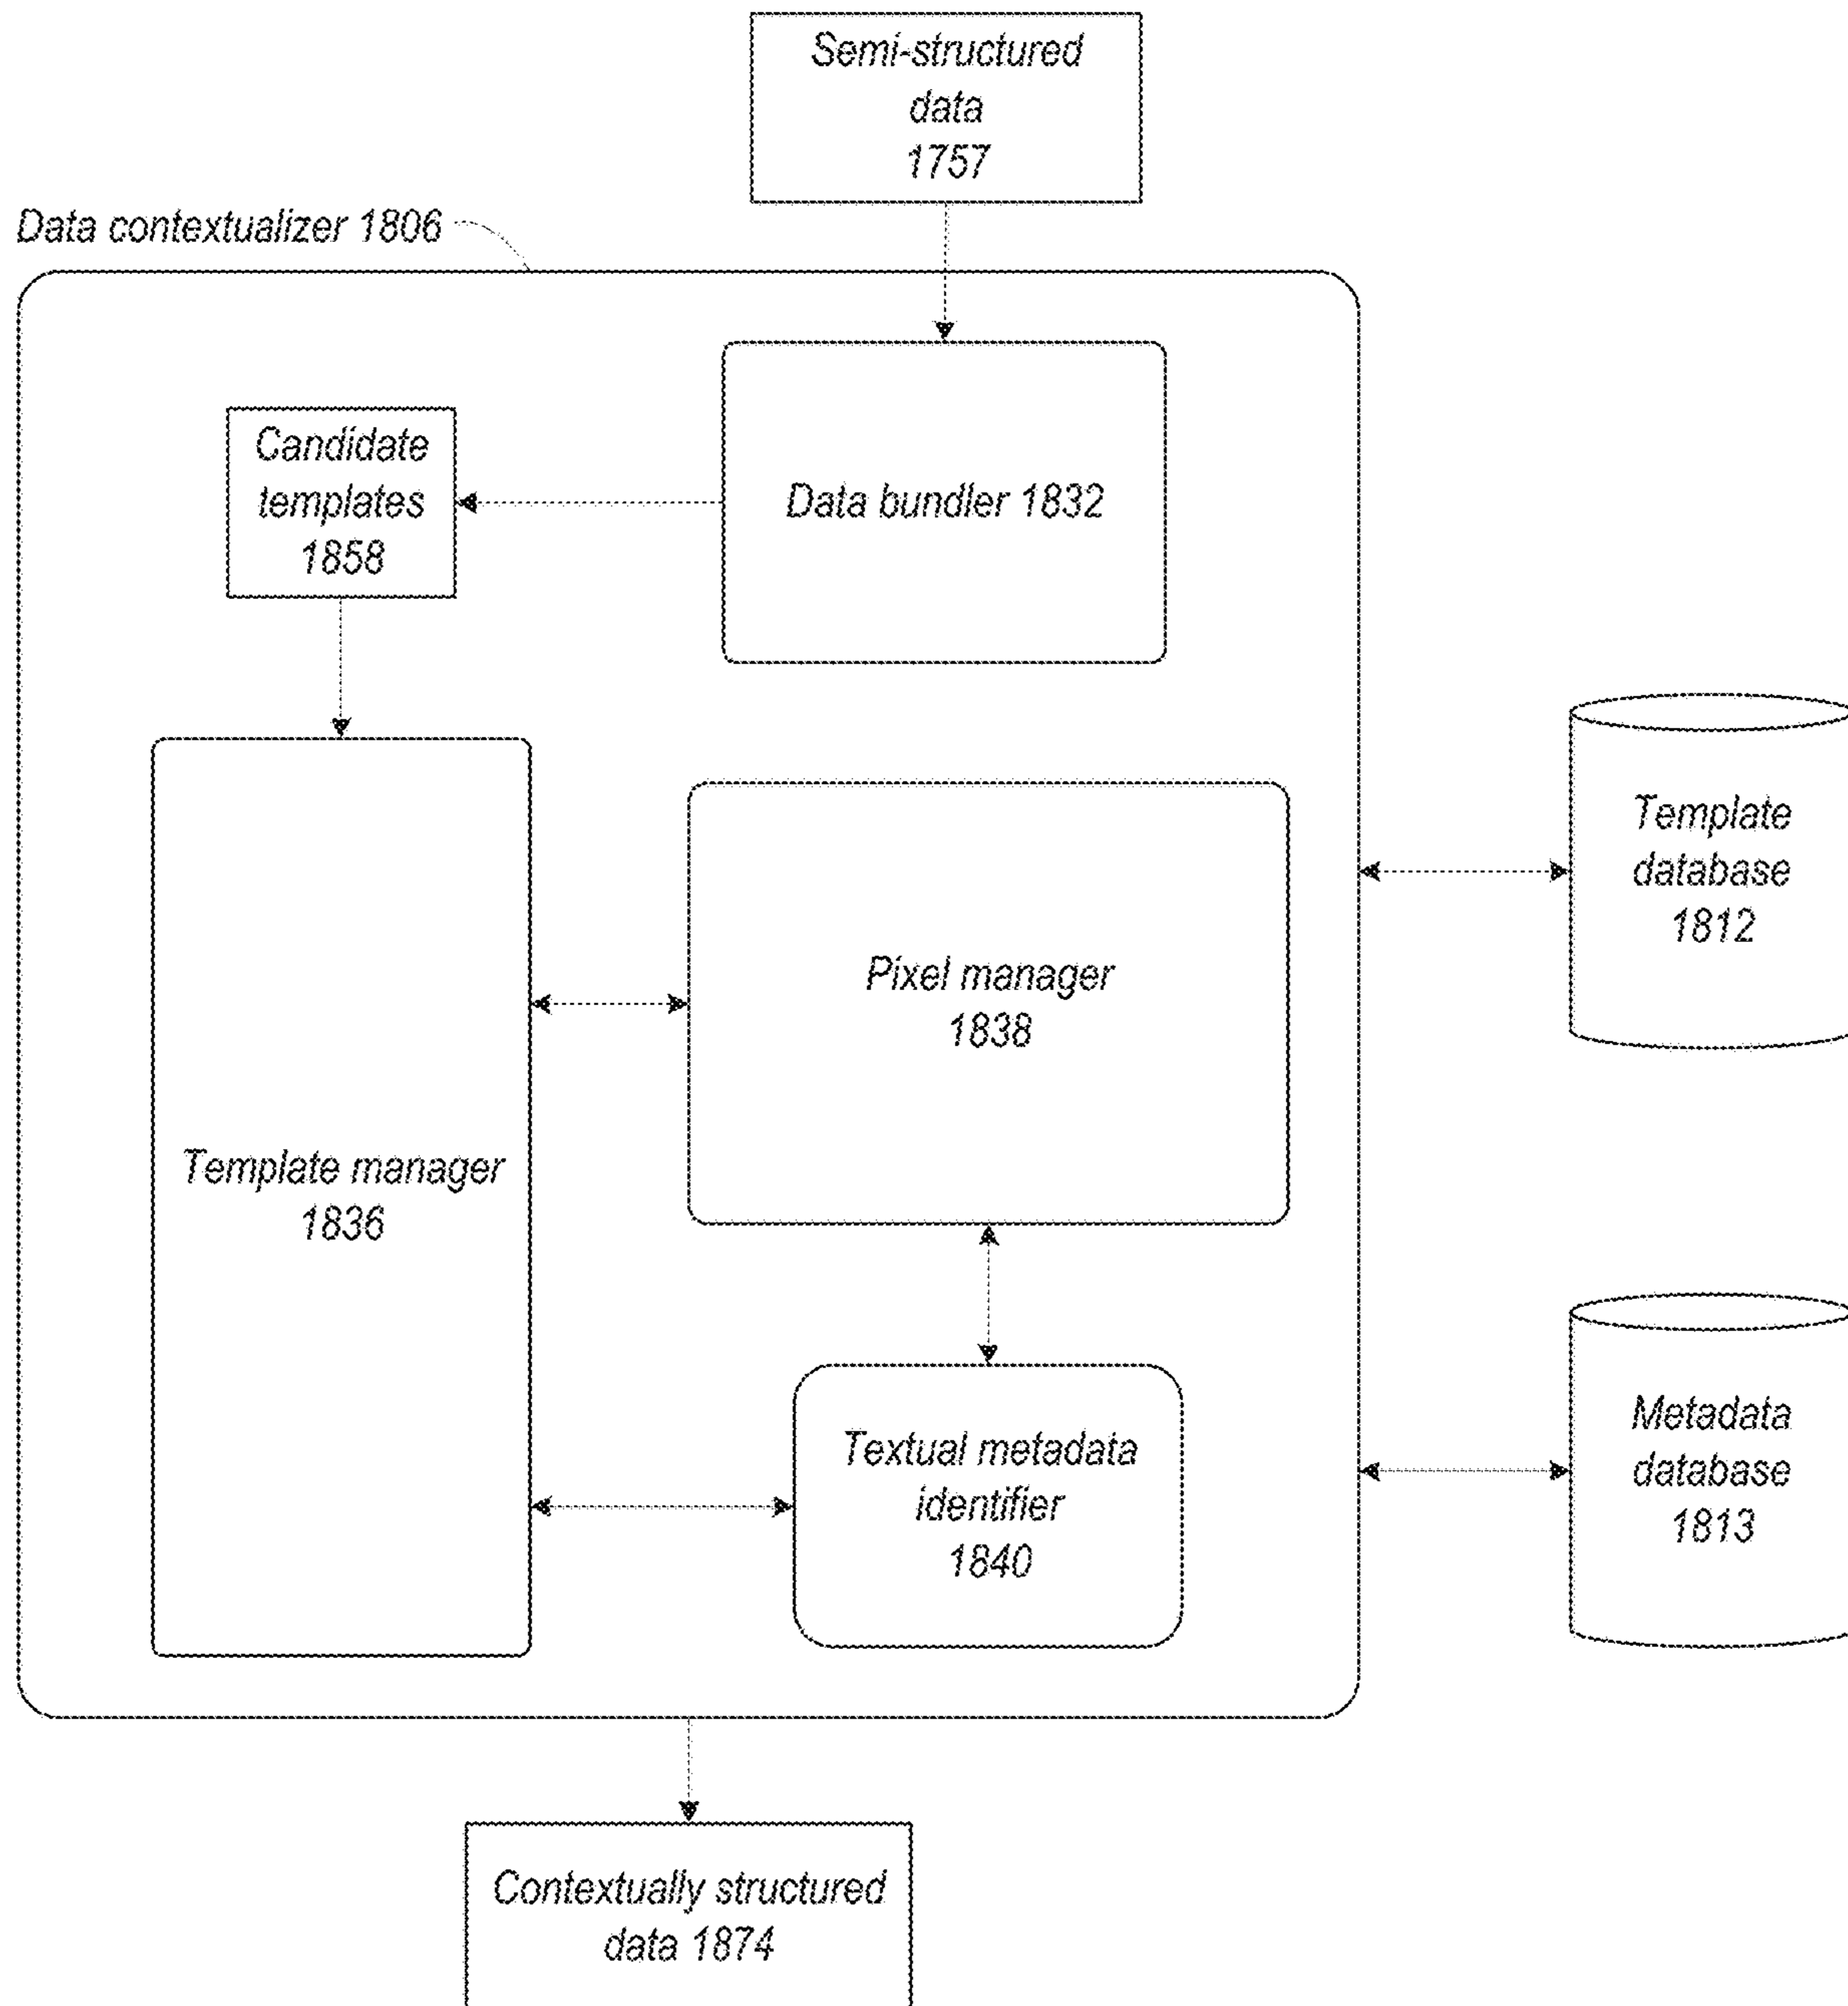 Semi-structured
data
1757
Data contextualizer 1806
Candidate
templates
1858
Data bundler 1832
Template
database
1812
Pixel manager
1838
Template manager
1836
Metadata
database
1813
Textual metadata
identifier
1840
Contextually structured
data 1874